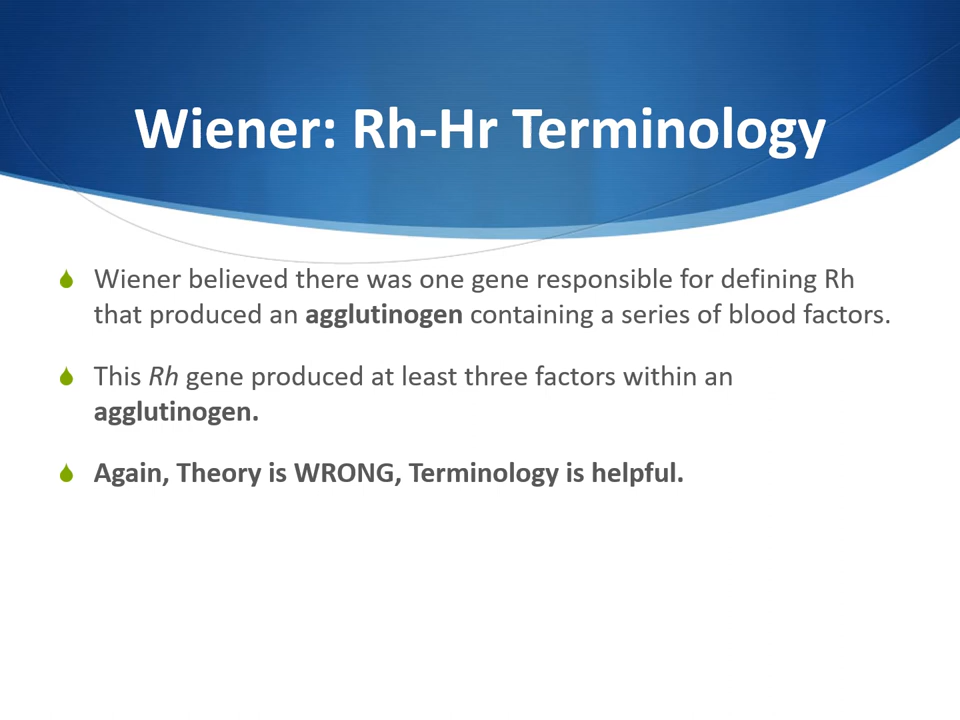 Wiener: Rh-Hr Terminology
Wiener believed there was one gene responsible for defining Rh
that produced an agglutinogen containing a series of blood factors.
This Rh gene produced at least three factors within an
agglutinogen.
Again, Theory is WRONG, Terminology is helpful.